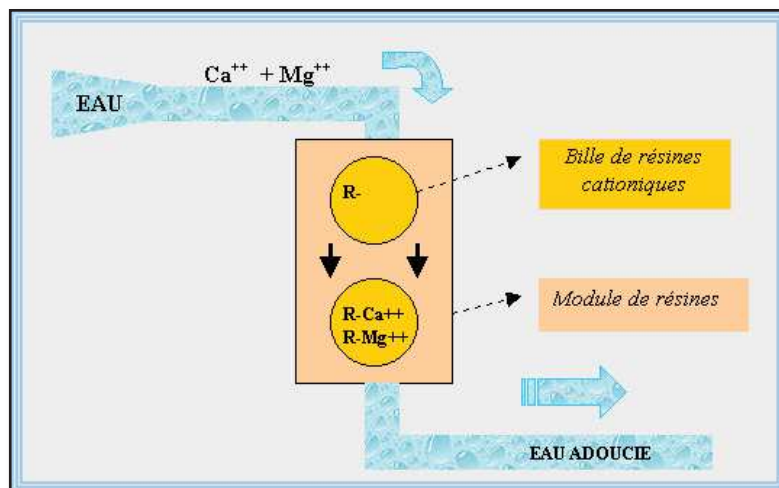 Ca++ + Mg++
EAU
R-
Bille de résines
cationiques
R-Ca++
R-Mg++
Module de résines
EAU ADOUCIE